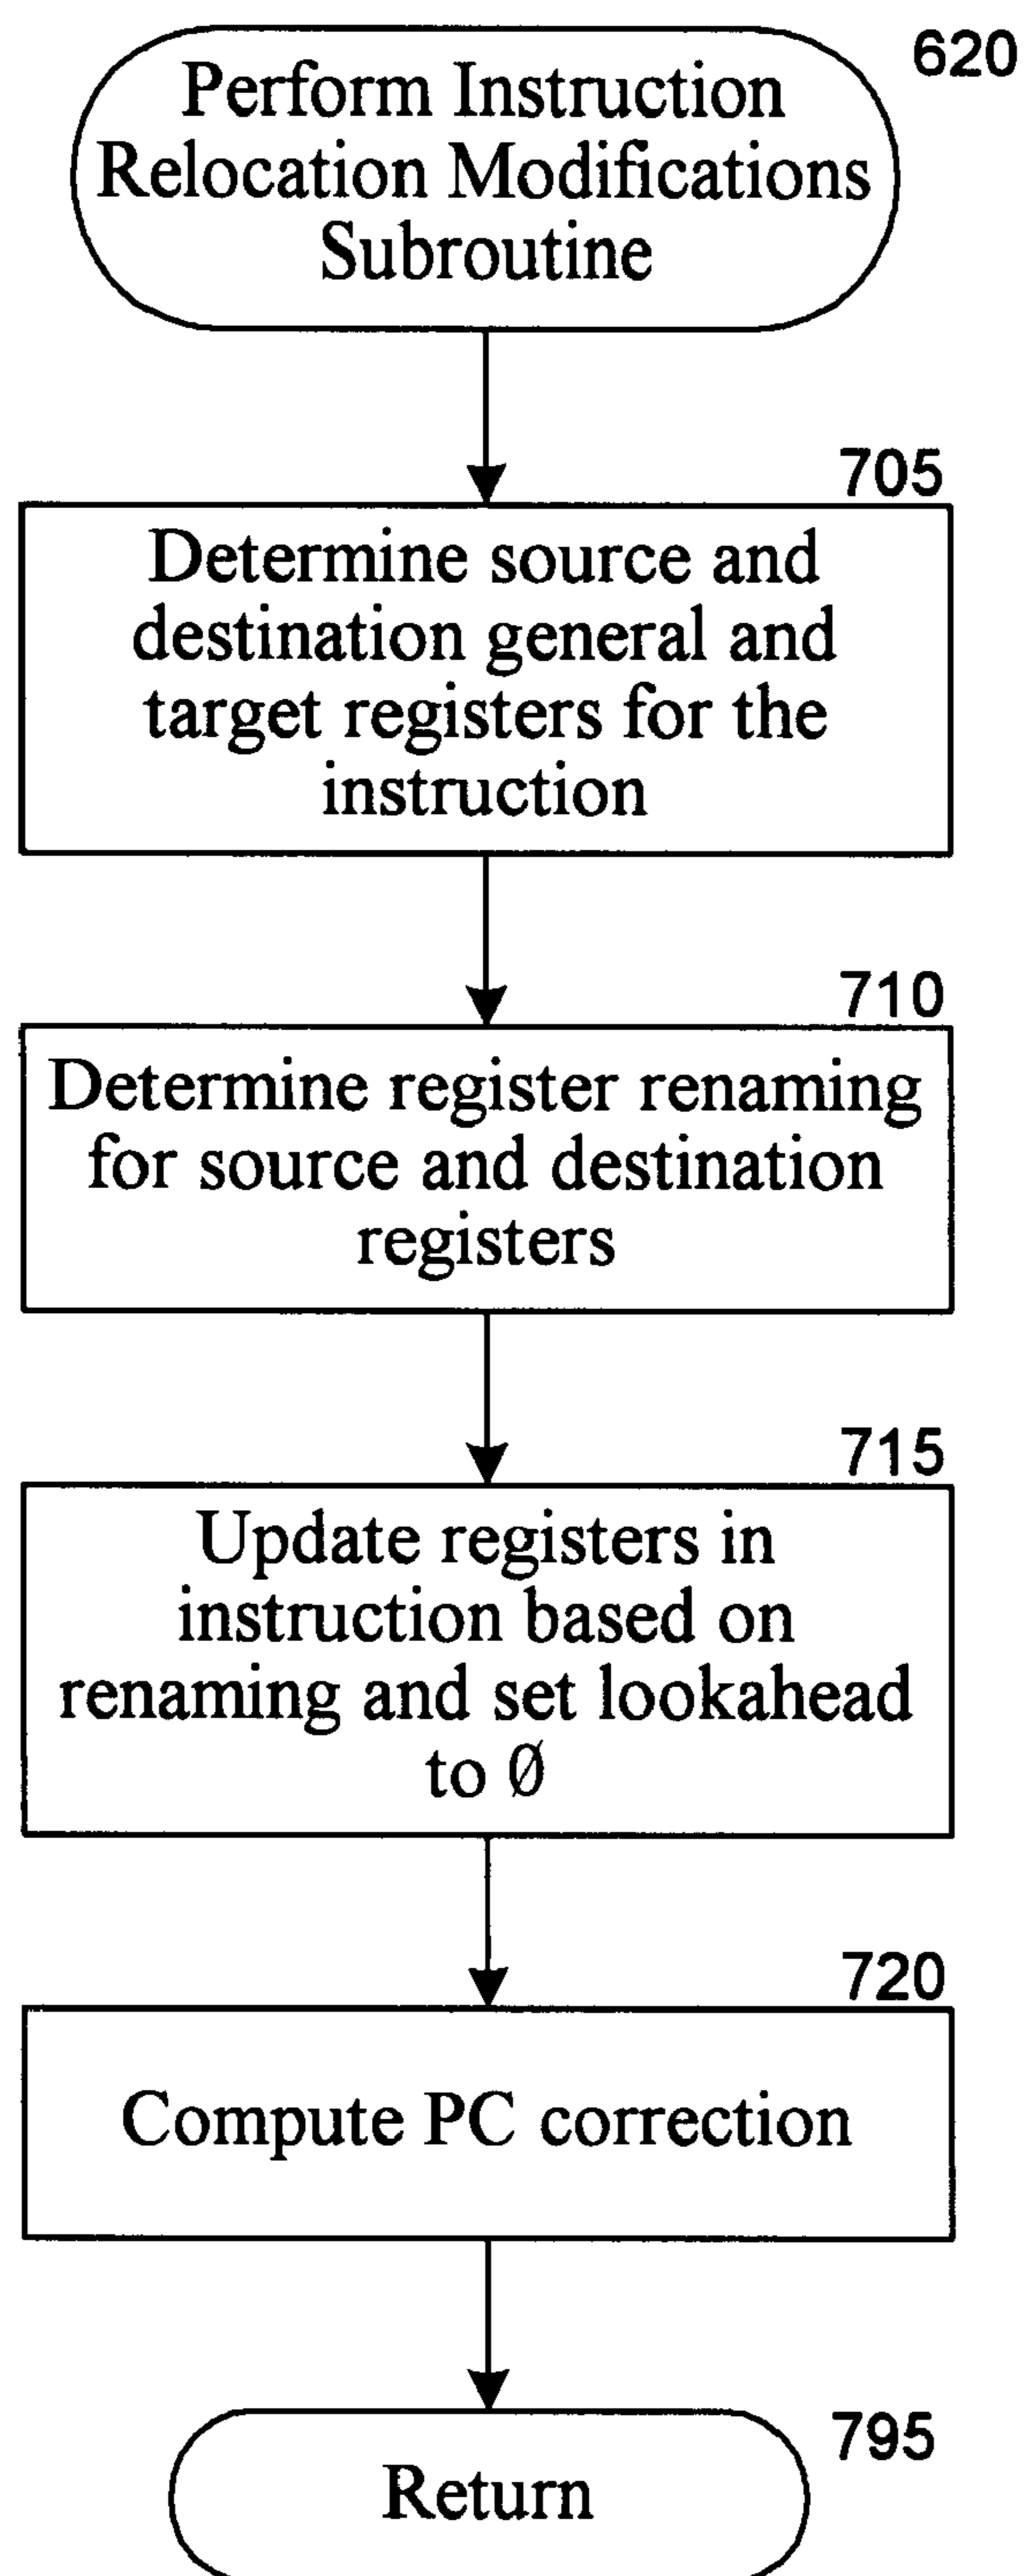 620
Perform Instruction
Relocation Modifications
Subroutine
705
Determine source and
destination general and
target registers for the
instruction
710
Determine register renaming
for source and destination
registers
715
Update registers in
instruction based on
renaming and set lookahead
to Ø
720
Compute PC correction
795
Return